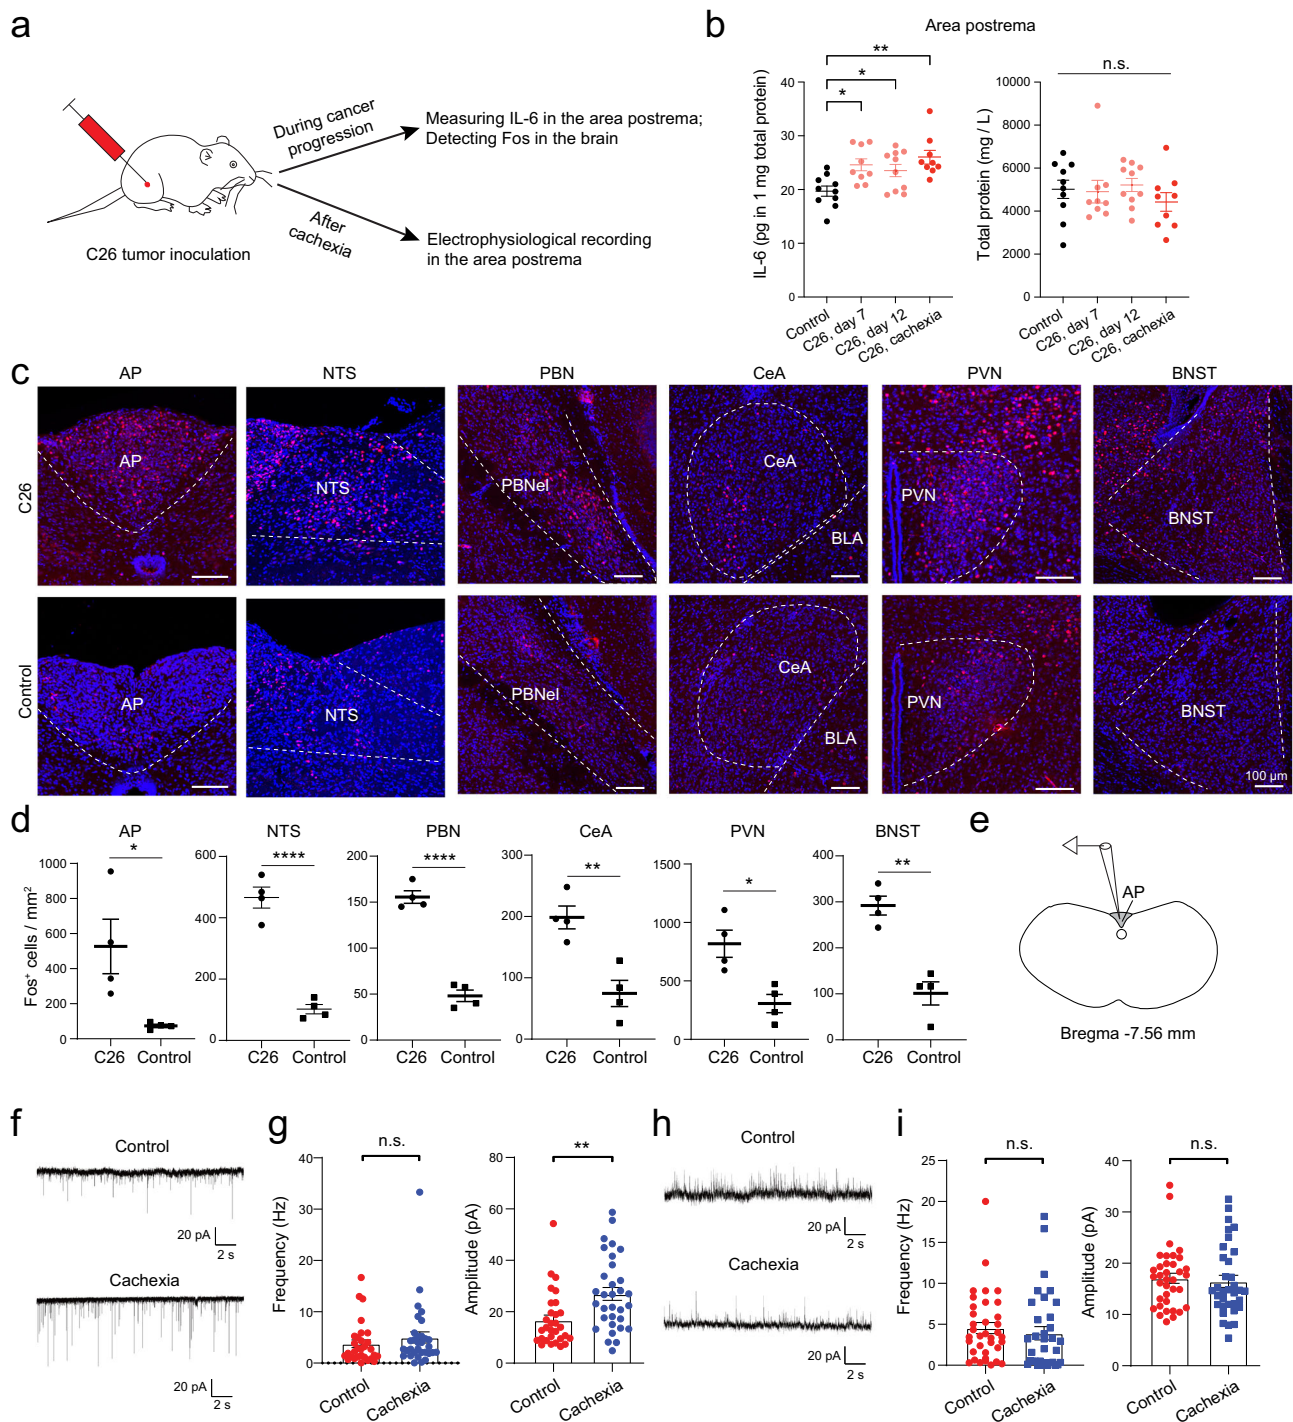 a
During cancer
progression
Measuring IL-6 in the area postrema;
Detecting Fos in the brain
After
cachexia
Electrophysiological recording
in the area postrema
C26 tumor inoculation
b
Area postrema
**
*
*
IL-6 (pg in 1 mg total protein)
40
30
20
10
0
Control
C26, day 7
C26, day 12
C26, cachexia
n.s.
Total protein (mg / L)
10000
8000
6000
4000
2000
0
Control
C26, day 7
C26, day 12
C26, cachexia
c
AP
NTS
PBN
CeA
PVN
BNST
C26
AP
NTS
PBNel
CeA
BLA
PVN
BNST
Control
AP
NTS
PBNel
CeA
BLA
PVN
BNST
100 µm
d
Fos⁺ cells / mm²
AP
*
1000
800
600
400
200
0
C26 Control
NTS
****
600
400
200
0
C26 Control
PBN
****
200
150
100
50
0
C26 Control
CeA
**
300
200
100
0
C26 Control
PVN
*
1500
1000
500
0
C26 Control
BNST
**
400
300
200
100
0
C26 Control
e
AP
Bregma -7.56 mm
f
Control
20 pA
2 s
Cachexia
20 pA
2 s
g
n.s.
Frequency (Hz)
40
30
20
10
0
Control
Cachexia
**
Amplitude (pA)
80
60
40
20
0
Control
Cachexia
h
Control
20 pA
2 s
Cachexia
20 pA
2 s
i
n.s.
Frequency (Hz)
25
20
15
10
5
0
Control
Cachexia
n.s.
Amplitude (pA)
40
30
20
10
0
Control
Cachexia